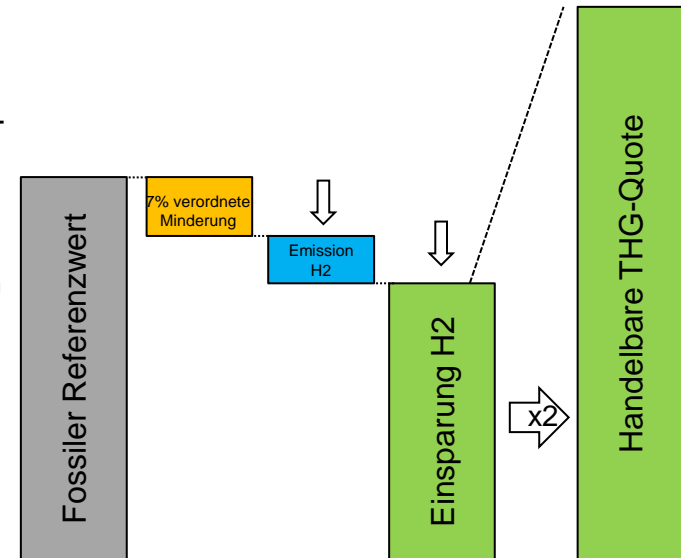 Fossiler Referenzwert
7% verordnete
Minderung
Emission
H2
Einsparung H2
x2
Handelbare THG-Quote